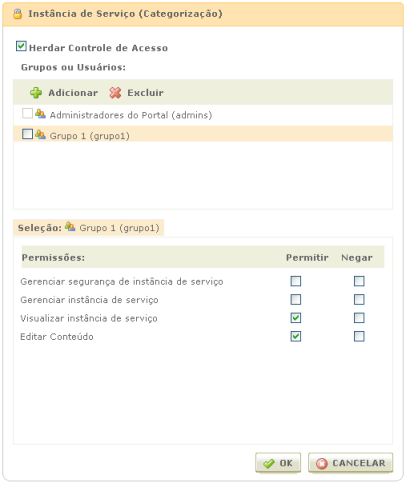 Instância de Serviço (Categorização)
Herdar Controle de Acesso
Grupos ou Usuários:
Adicionar Excluir
Administradores do Portal (admins)
Grupo 1 (grupo1)
Seleção: Grupo 1 (grupo1)
Permissões: Permitir Negar
Gerenciar segurança de instância de serviço
Gerenciar instância de serviço
Visualizar instância de serviço
Editar Conteúdo
OK CANCELAR